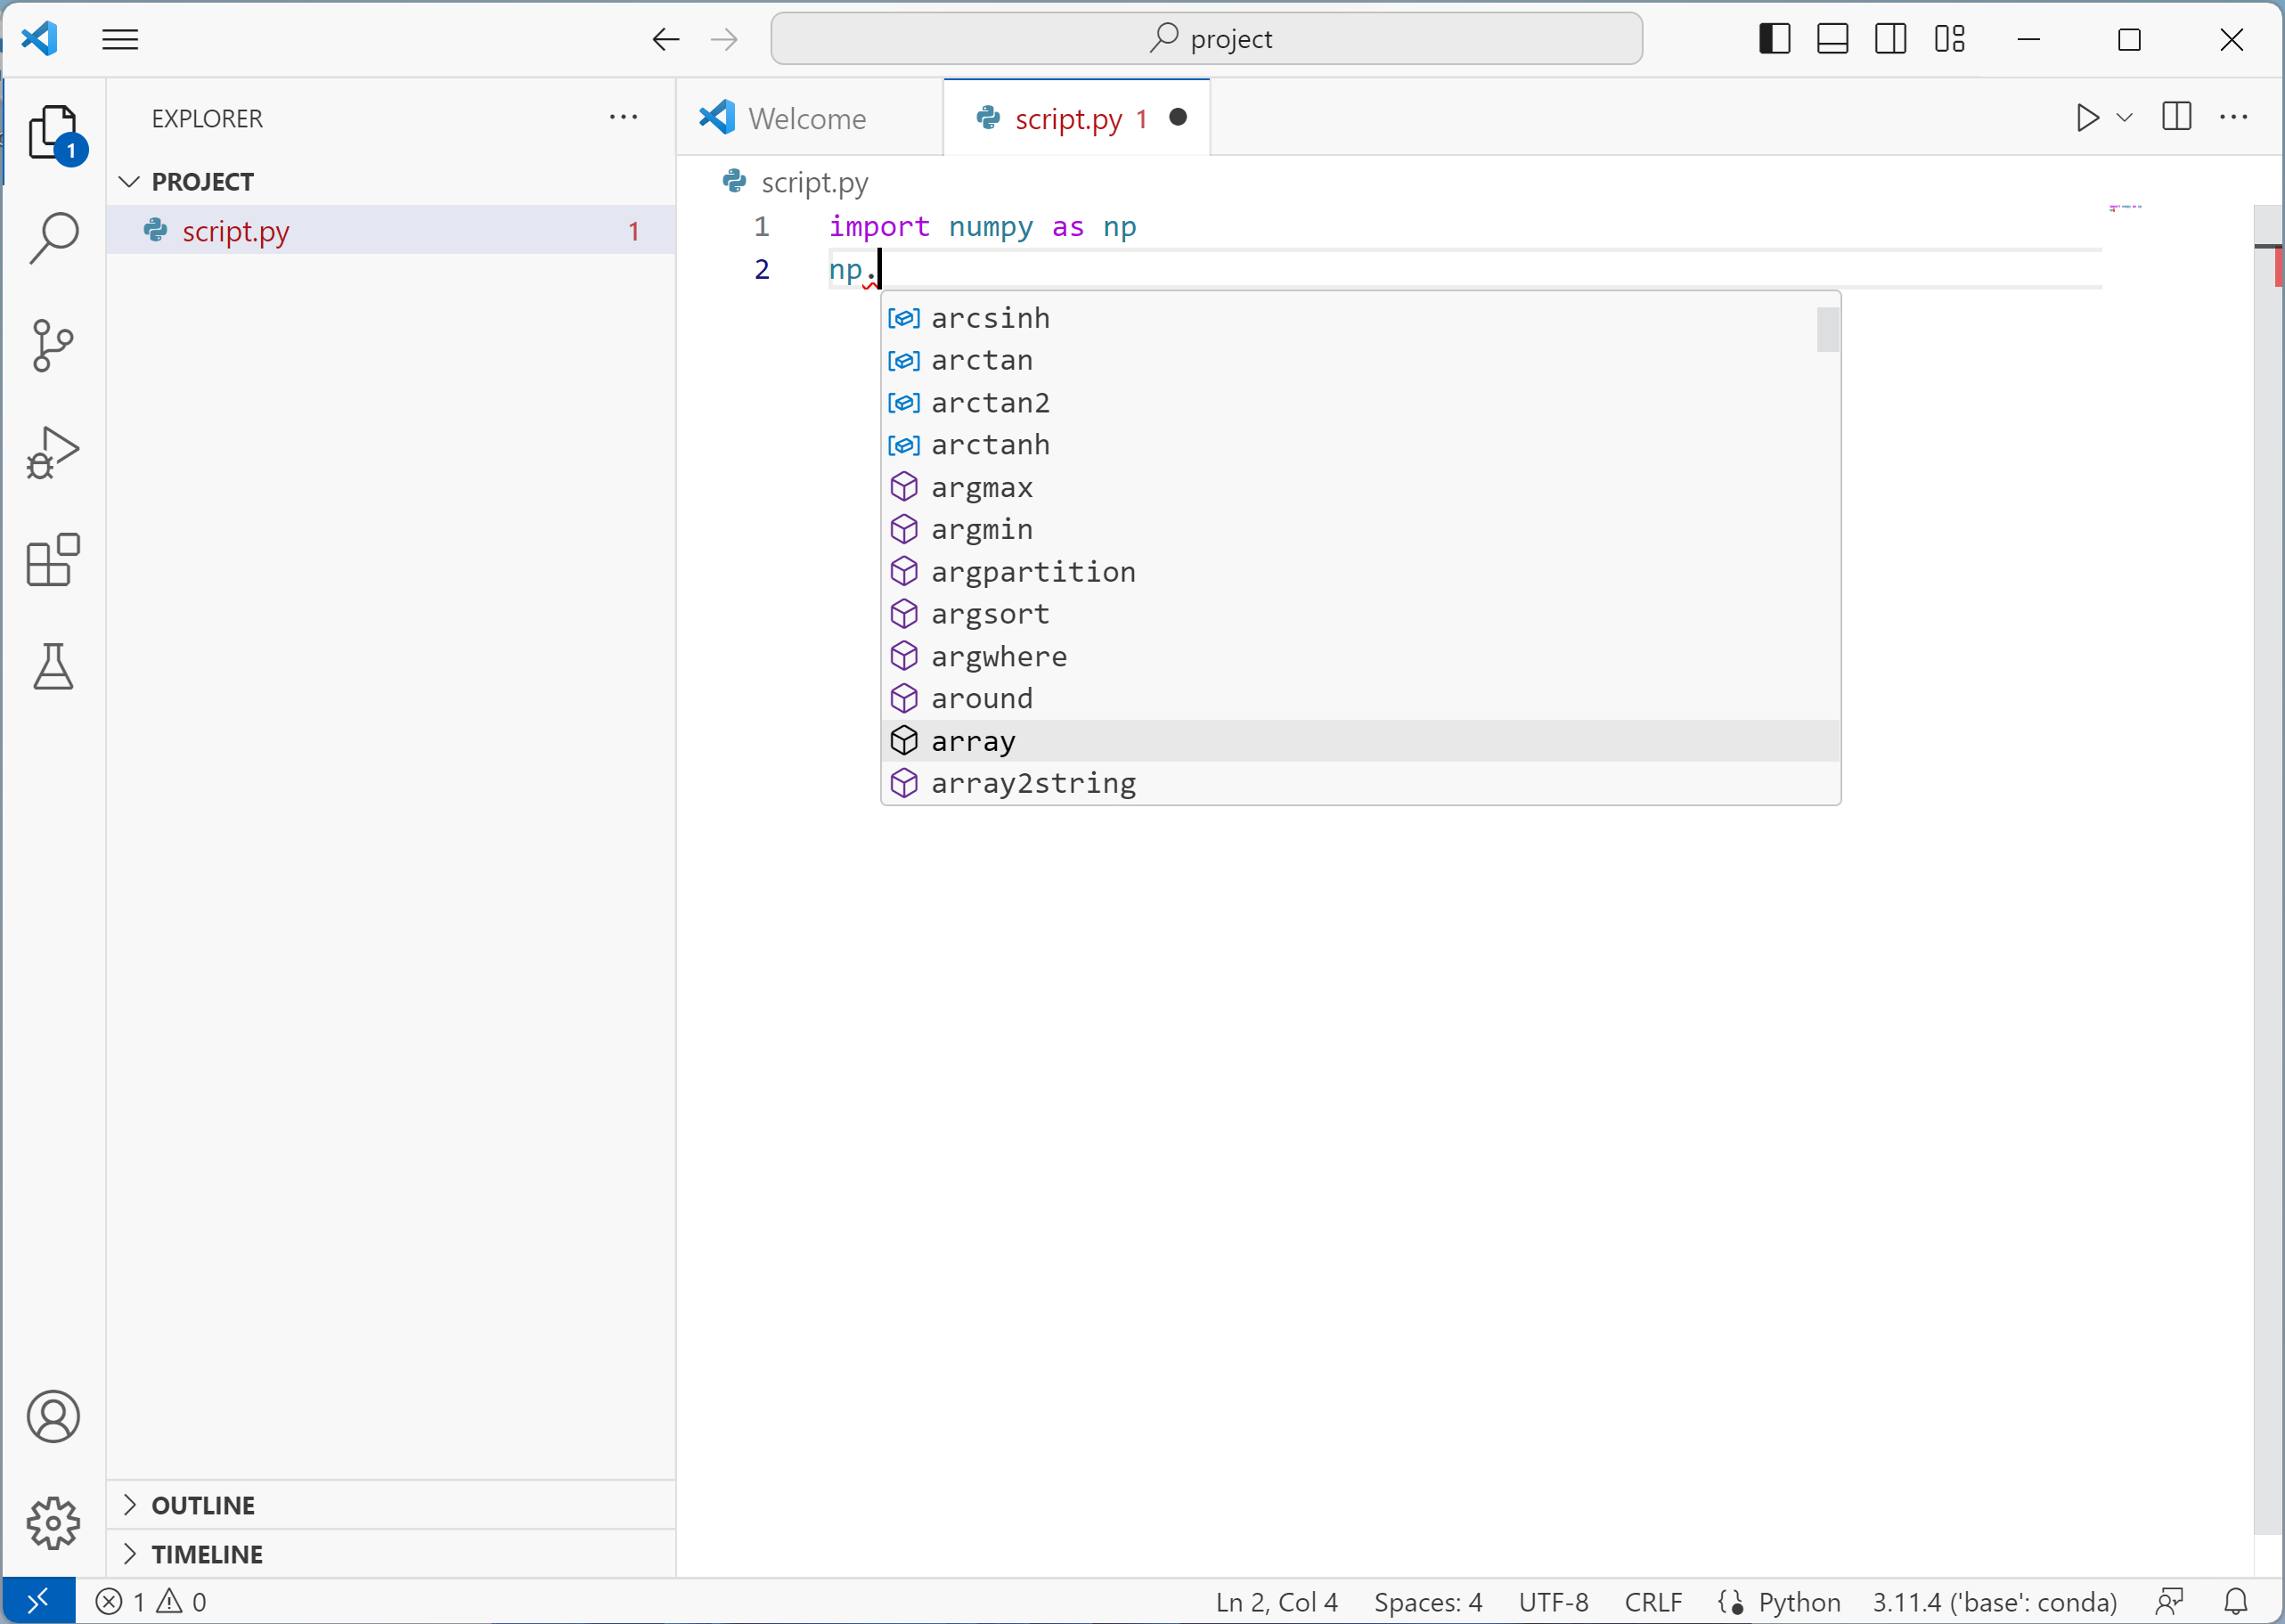 project
EXPLORER
PROJECT
script.py 1
OUTLINE
TIMELINE
1
Welcome
script.py 1
script.py
1 import numpy as np
2 np.
arcsinh
arctan
arctan2
arctanh
argmax
argmin
argpartition
argsort
argwhere
around
array
array2string
1 0
Ln 2, Col 4 Spaces: 4 UTF-8 CRLF Python 3.11.4 ('base': conda)